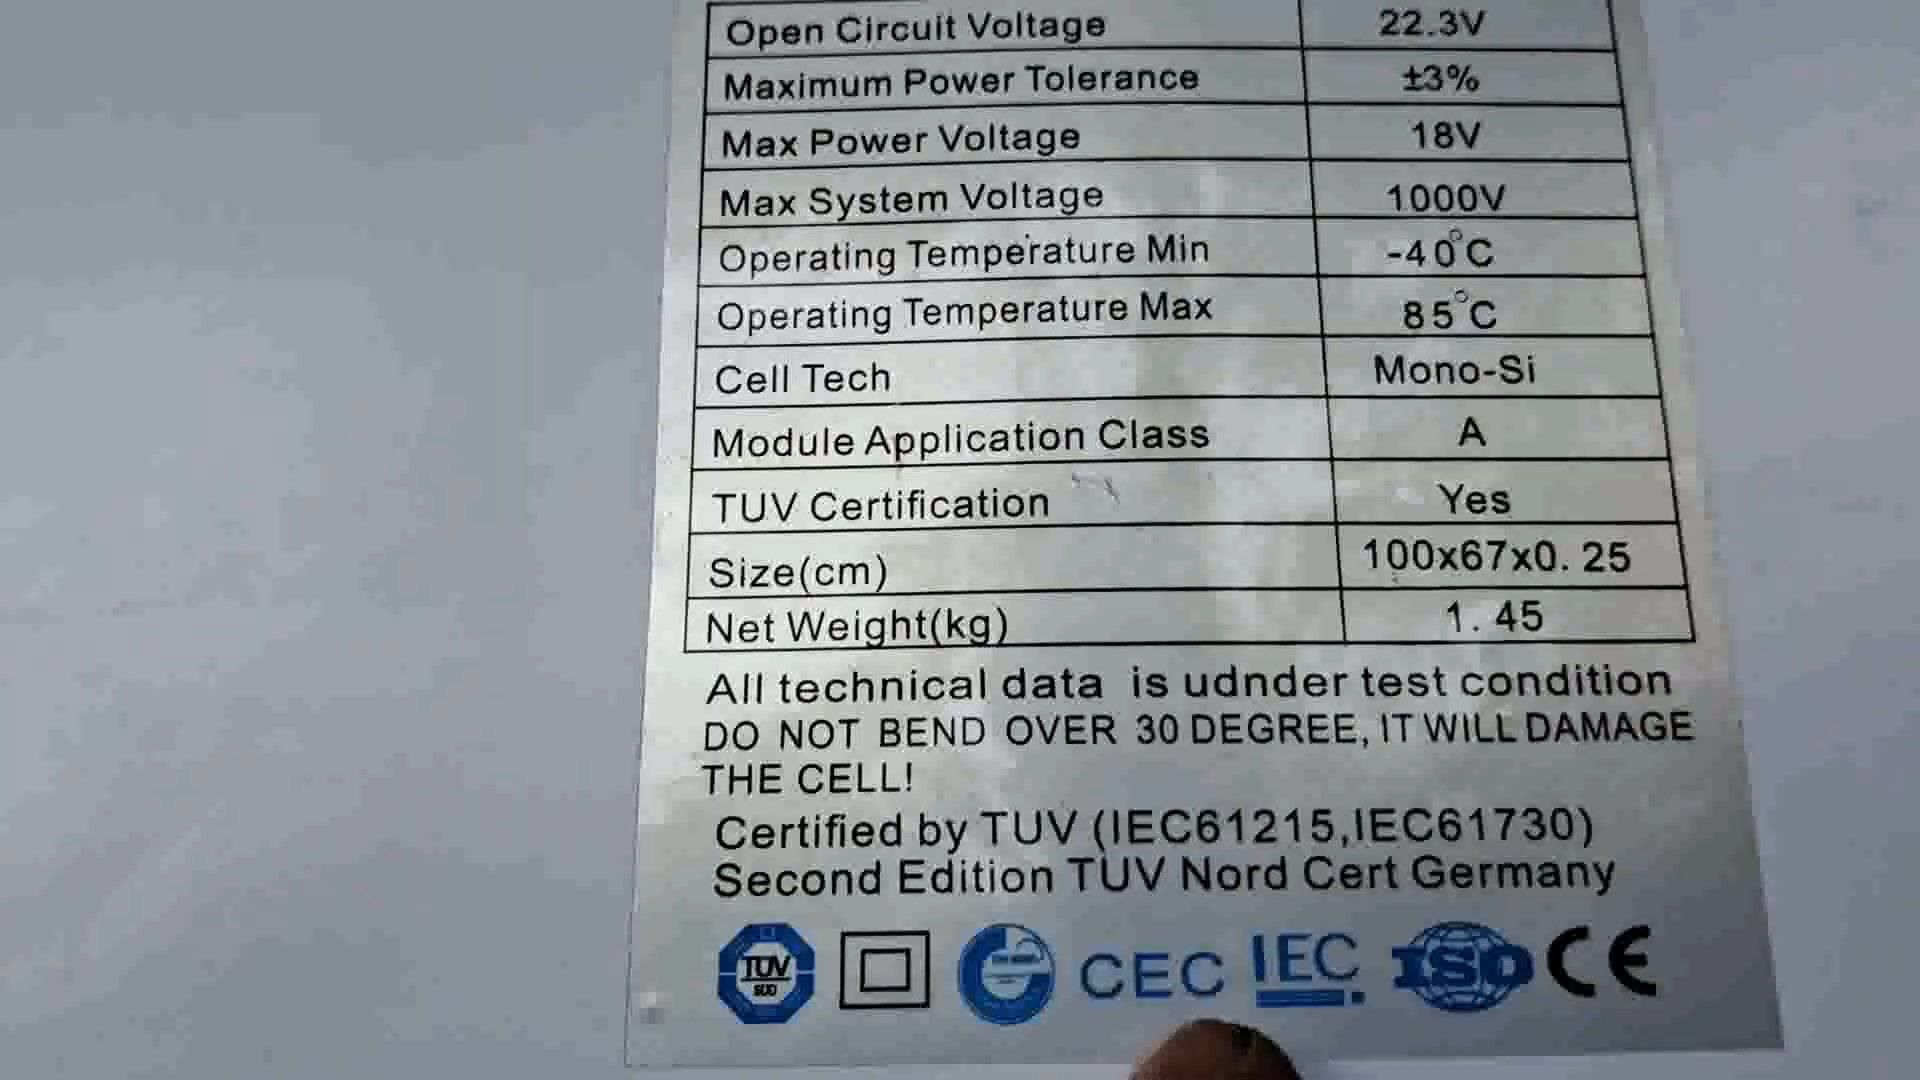 Open Circuit Voltage 22.3V
Maximum Power Tolerance ±3%
Max Power Voltage 18V
Max System Voltage 1000V
Operating Temperature Min -40°C
Operating Temperature Max 85°C
Cell Tech Mono-Si
Module Application Class A
TUV Certification Yes
Size(cm) 100x67x0. 25
Net Weight(kg) 1. 45
All technical data is udnder test condition
DO NOT BEND OVER 30 DEGREE, IT WILL DAMAGE
THE CELL!
Certified by TUV (IEC61215,IEC61730)
Second Edition TUV Nord Cert Germany
TUV SUD CEC IEC ISO CE